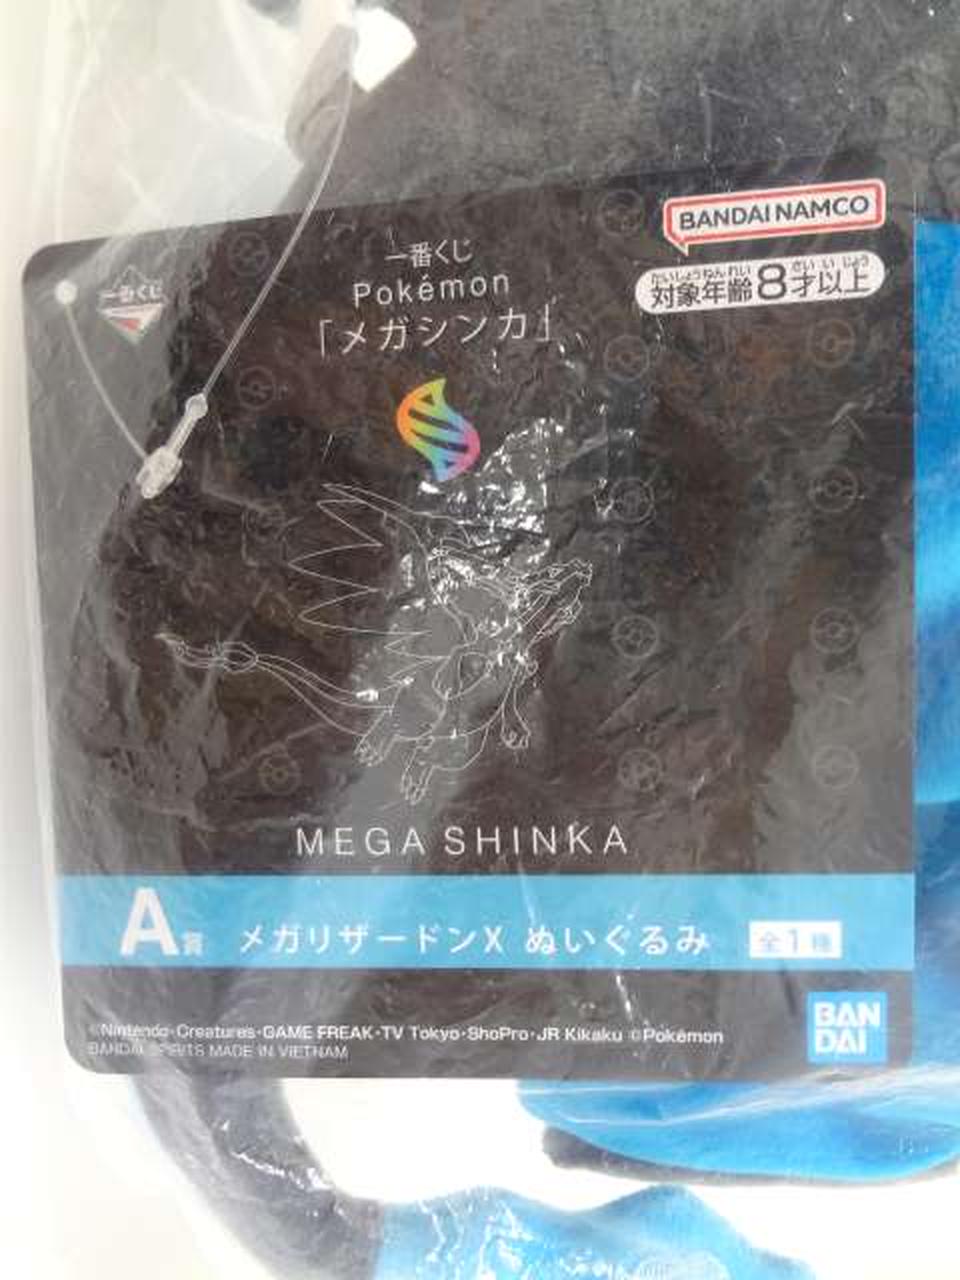 BANDAI NAMCO
一番くじ
一番くじ
Pokémon
「メガシンカ」
たいしょうねんれい さい い じょう
対象年齢8才以上
MEGA SHINKA
A賞 メガリザードンX ぬいぐるみ 全1種
©Nintendo・Creatures・GAME FREAK・TV Tokyo・ShoPro・JR Kikaku ©Pokémon
BANDAI SPIRITS MADE IN VIETNAM
BAN
DAI